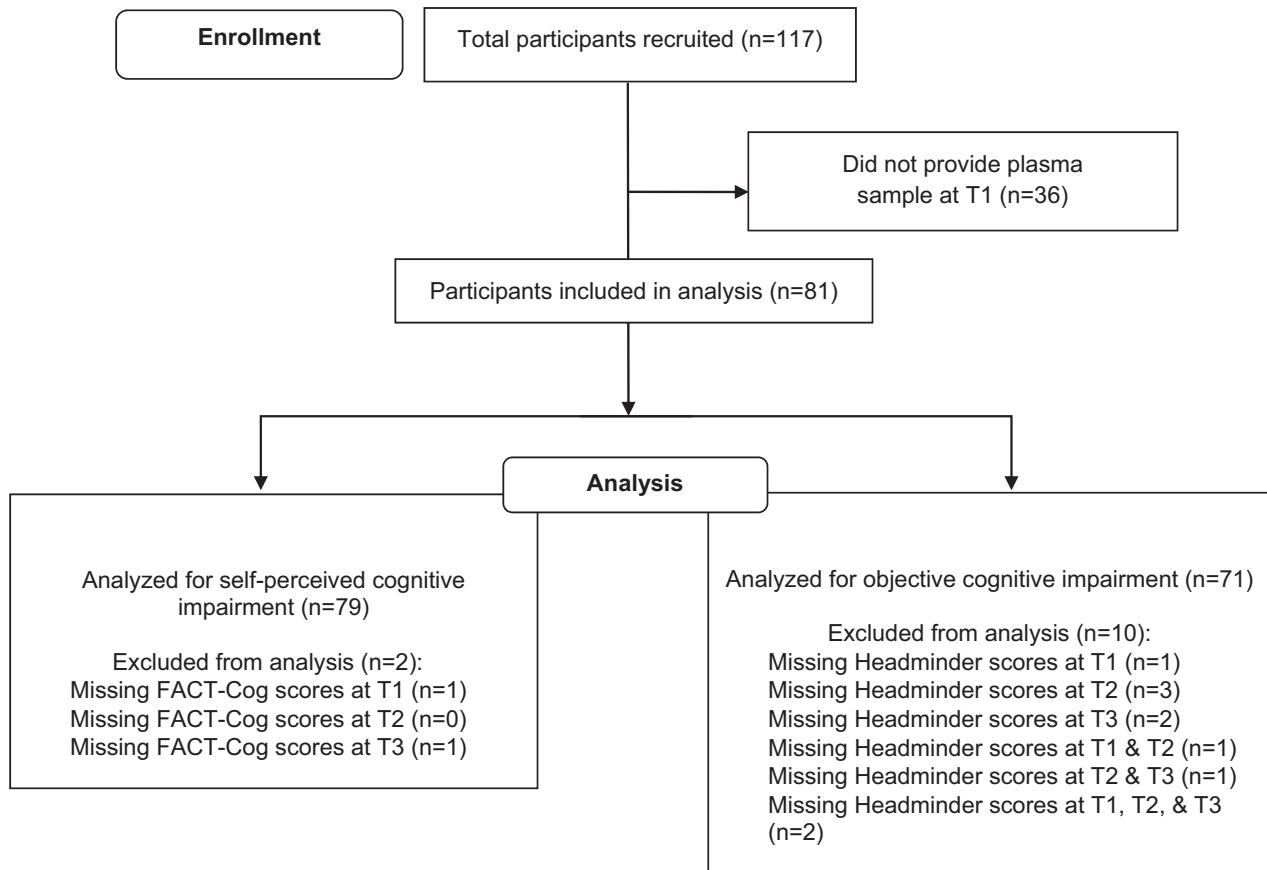 Enrollment
Total participants recruited (n=117)
Did not provide plasma
sample at T1 (n=36)
Participants included in analysis (n=81)
Analysis
Analyzed for self-perceived cognitive
impairment (n=79)
Excluded from analysis (n=2):
Missing FACT-Cog scores at T1 (n=1)
Missing FACT-Cog scores at T2 (n=0)
Missing FACT-Cog scores at T3 (n=1)
Analyzed for objective cognitive impairment (n=71)
Excluded from analysis (n=10):
Missing Headminder scores at T1 (n=1)
Missing Headminder scores at T2 (n=3)
Missing Headminder scores at T3 (n=2)
Missing Headminder scores at T1 & T2 (n=1)
Missing Headminder scores at T2 & T3 (n=1)
Missing Headminder scores at T1, T2, & T3
(n=2)